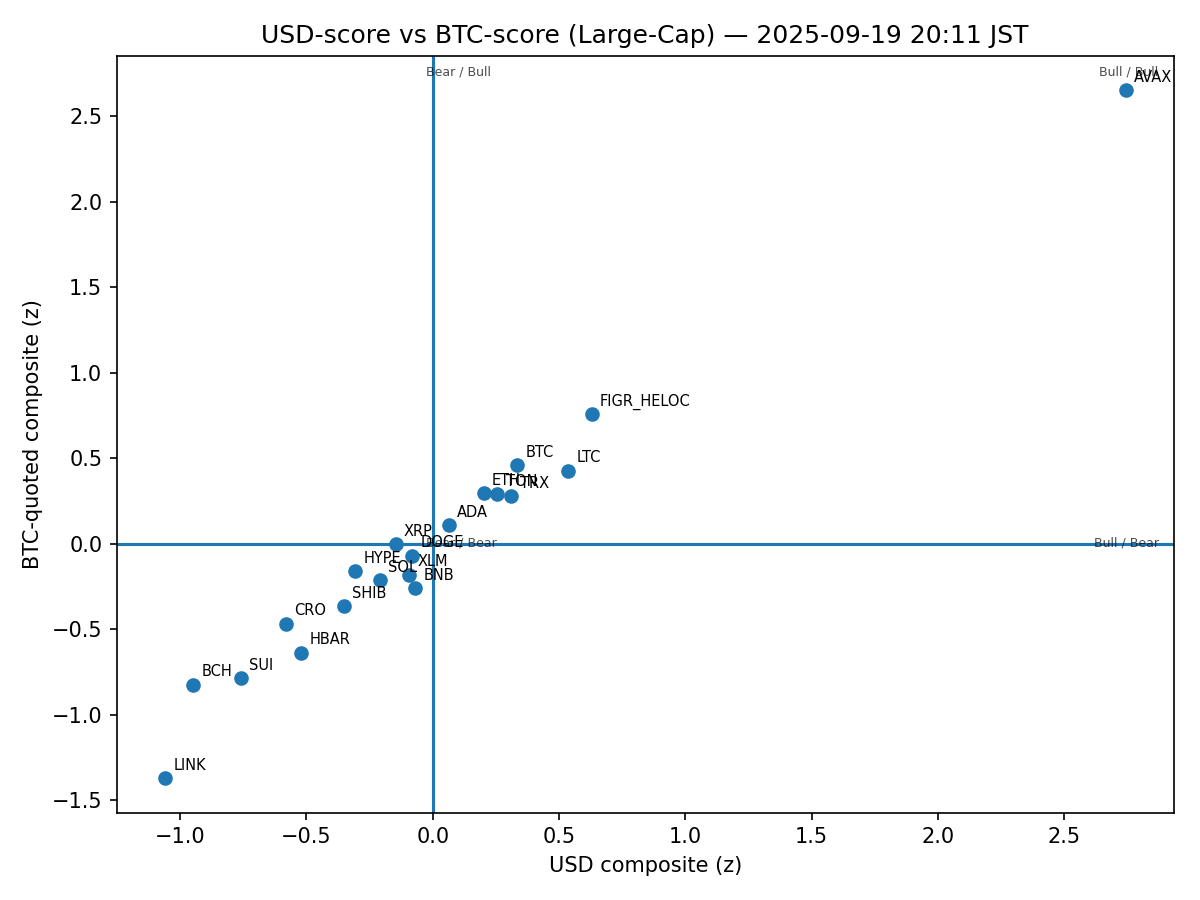 USD-score vs BTC-score (Large-Cap) — 2025-09-19 20:11 JST
Bear / Bull
Bull / Bull
AVAX
2.5
2.0
1.5
1.0
0.5
0.0
−0.5
−1.0
−1.5
BTC-quoted composite (z)
FIGR_HELOC
BTC
LTC
ETH
TON
TRX
ADA
XRP
DOGE
Bear / Bear
Bull / Bear
HYPE
SOL
XLM
BNB
SHIB
CRO
HBAR
BCH
SUI
LINK
−1.0
−0.5
0.0
0.5
1.0
1.5
2.0
2.5
USD composite (z)